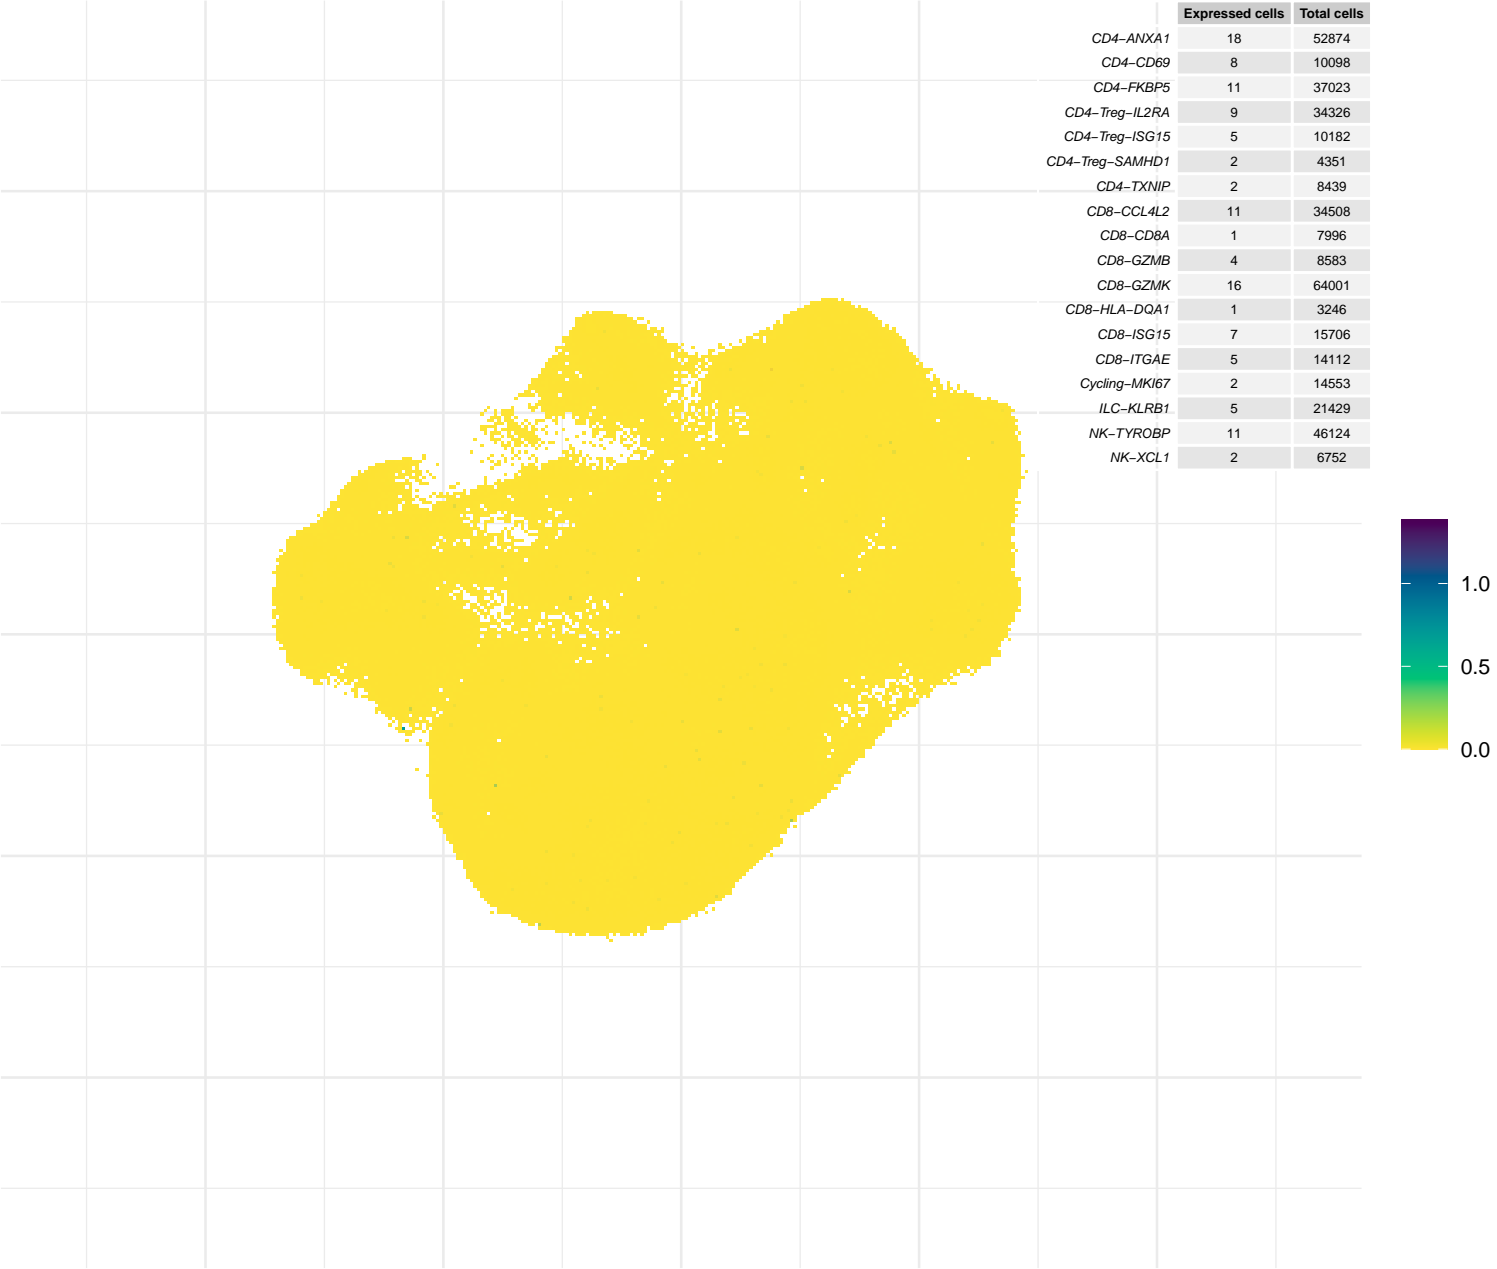 Expressed cells Total cells
CD4−ANXA1 18 52874
CD4−CD69 8 10098
CD4−FKBP5 11 37023
CD4−Treg−IL2RA 9 34326
CD4−Treg−ISG15 5 10182
CD4−Treg−SAMHD1 2 4351
CD4−TXNIP 2 8439
CD8−CCL4L2 11 34508
CD8−CD8A 1 7996
CD8−GZMB 4 8583
CD8−GZMK 16 64001
CD8−HLA−DQA1 1 3246
CD8−ISG15 7 15706
CD8−ITGAE 5 14112
Cycling−MKI67 2 14553
ILC−KLRB1 5 21429
NK−TYROBP 11 46124
NK−XCL1 2 6752
1.0
0.5
0.0